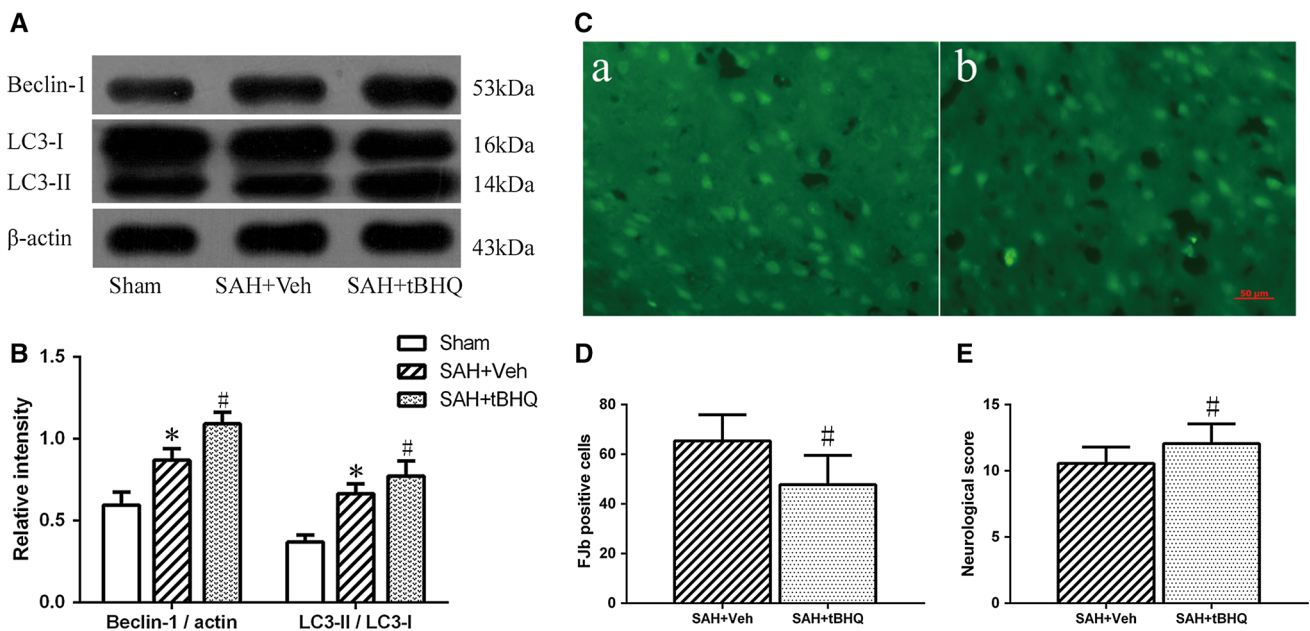 A
Beclin-1
53kDa
LC3-I
16kDa
LC3-II
14kDa
β-actin
43kDa
Sham
SAH+Veh
SAH+tBHQ
B
Relative intensity
1.5
1.0
0.5
0.0
Sham
SAH+Veh
SAH+tBHQ
*
#
*
#
Beclin-1 / actin
LC3-II / LC3-I
C
a
b
50 μm
D
FJb positive cells
80
60
40
20
0
#
SAH+Veh
SAH+tBHQ
E
Neurological score
15
10
5
0
#
SAH+Veh
SAH+tBHQ